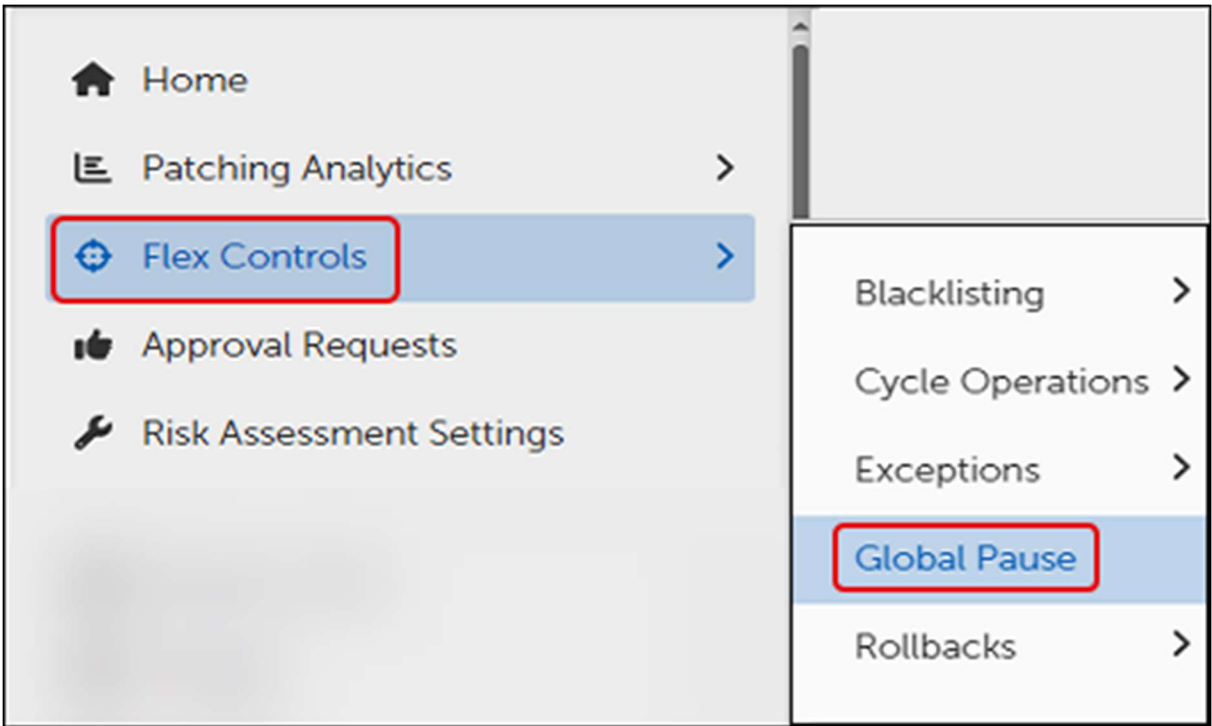 Home
Patching Analytics
Flex Controls
Approval Requests
Risk Assessment Settings
Blacklisting
Cycle Operations
Exceptions
Global Pause
Rollbacks